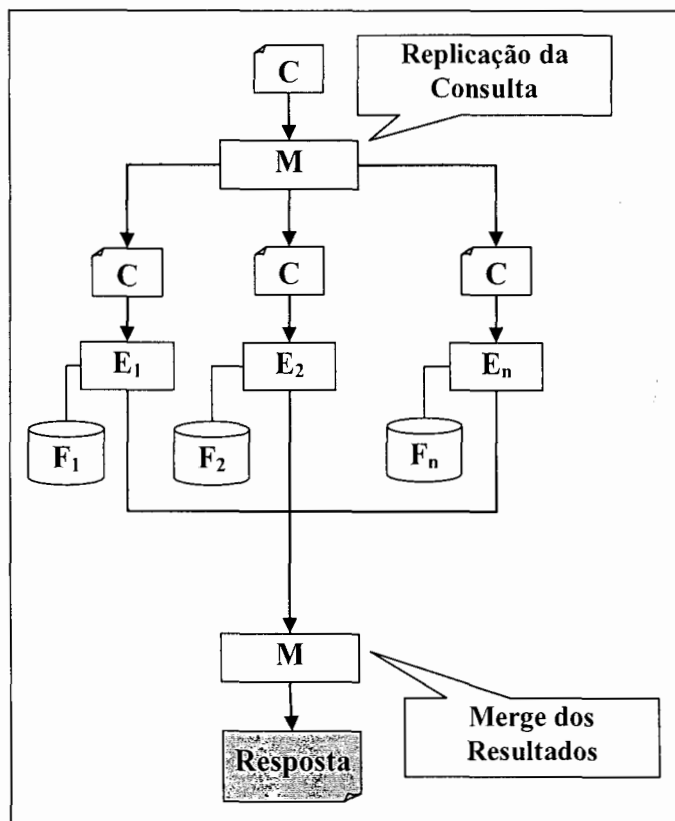 C
Replicação da
Consulta
M
C
C
C
E₁
E₂
Eₙ
F₁
F₂
Fₙ
M
Merge dos
Resultados
Resposta